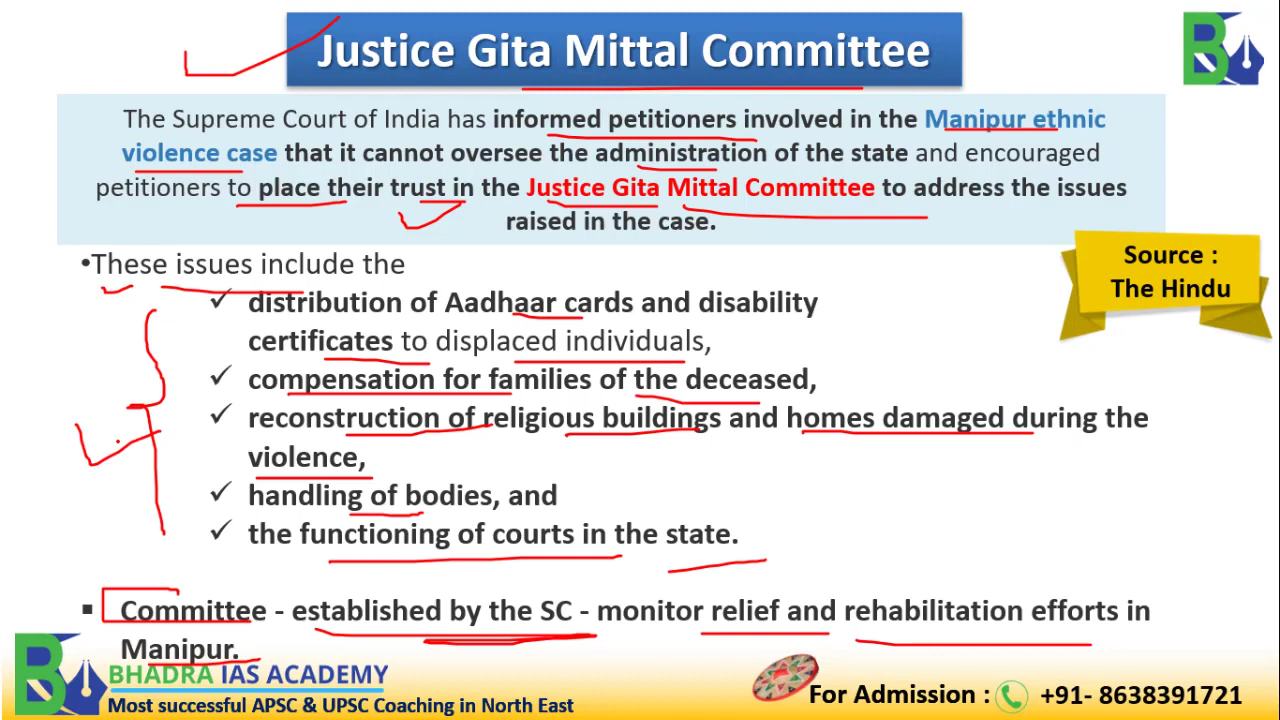 Justice Gita Mittal Committee
The Supreme Court of India has informed petitioners involved in the Manipur ethnic
violence case that it cannot oversee the administration of the state and encouraged
petitioners to place their trust in the Justice Gita Mittal Committee to address the issues
raised in the case.
Source :
The Hindu
•These issues include the
✓ distribution of Aadhaar cards and disability
certificates to displaced individuals,
✓ compensation for families of the deceased,
✓ reconstruction of religious buildings and homes damaged during the
violence,
✓ handling of bodies, and
✓ the functioning of courts in the state.
▪ Committee - established by the SC - monitor relief and rehabilitation efforts in
Manipur.
BHADRA IAS ACADEMY
Most successful APSC & UPSC Coaching in North East
For Admission : +91- 8638391721